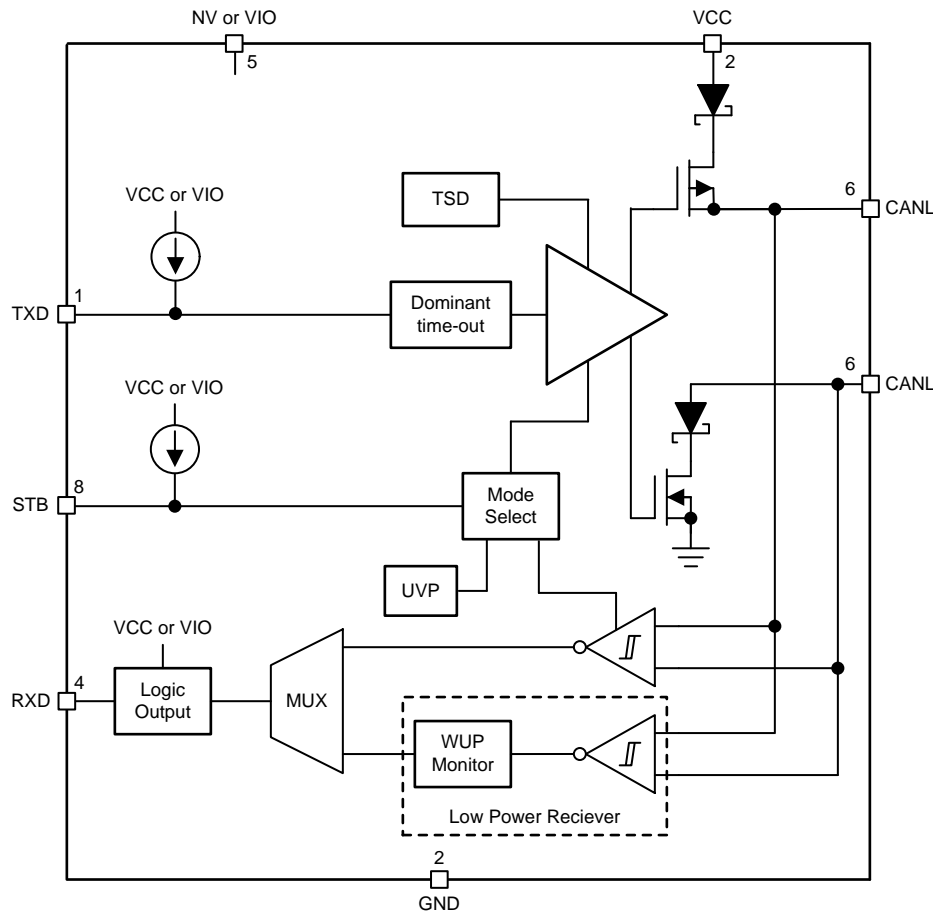 NV or VIO
5
VCC
2
VCC or VIO
TSD
6
CANL
1
TXD
Dominant
time-out
VCC or VIO
6
CANL
8
STB
Mode
Select
UVP
VCC or VIO
4
RXD
Logic
Output
MUX
WUP
Monitor
Low Power Reciever
2
GND